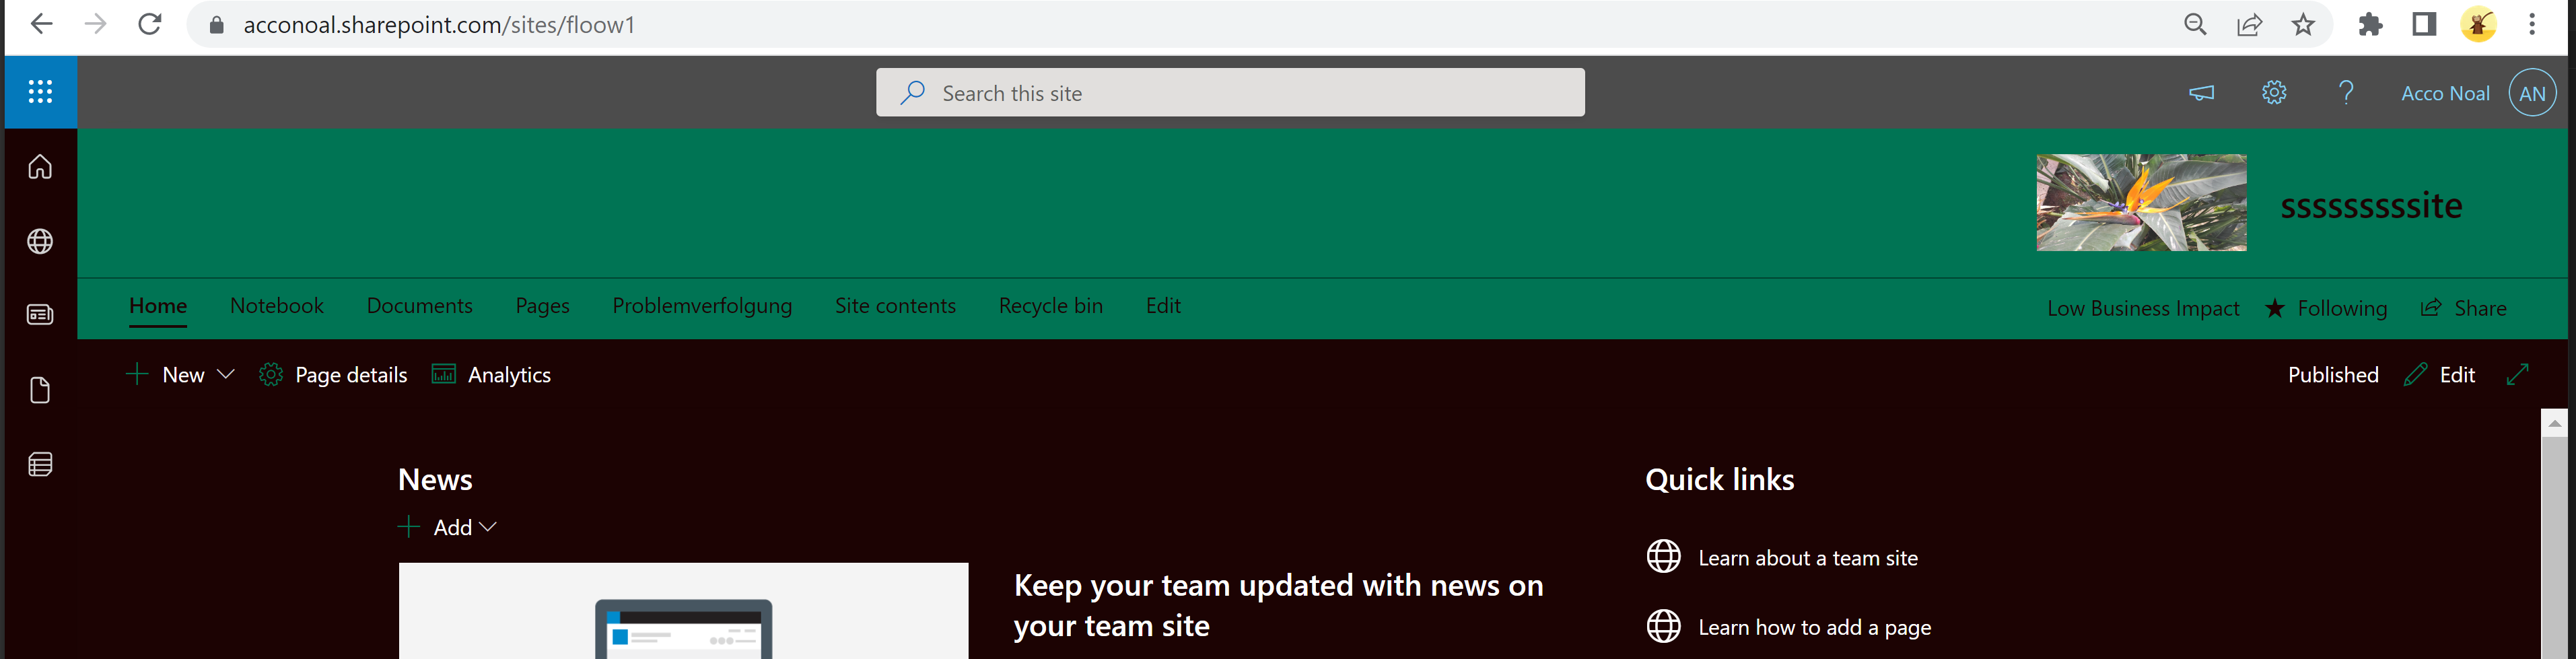 acconoal.sharepoint.com/sites/floow1
Search this site
Acco Noal AN
ssssssssssite
Home Notebook Documents Pages Problemverfolgung Site contents Recycle bin Edit
Low Business Impact Following Share
New Page details Analytics
Published Edit
News
Add
Keep your team updated with news on
your team site
Quick links
Learn about a team site
Learn how to add a page